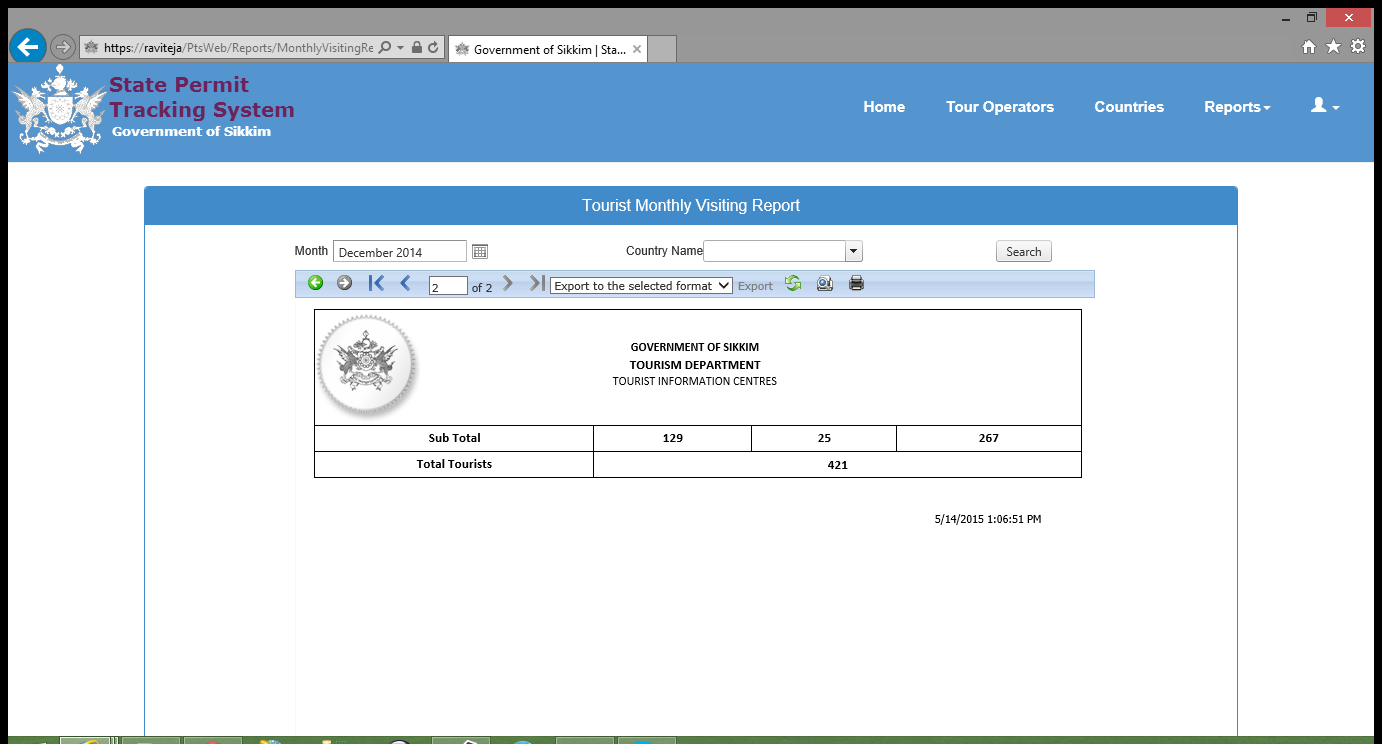 https://raviteja/PtsWeb/Reports/MonthlyVisitingRe
Government of Sikkim | Sta...
State Permit
Tracking System
Government of Sikkim
Home
Tour Operators
Countries
Reports
Tourist Monthly Visiting Report
Month December 2014 Country Name Search
2 of 2 Export to the selected format Export
GOVERNMENT OF SIKKIM
TOURISM DEPARTMENT
TOURIST INFORMATION CENTRES
Sub Total 129 25 267
Total Tourists 421
5/14/2015 1:06:51 PM